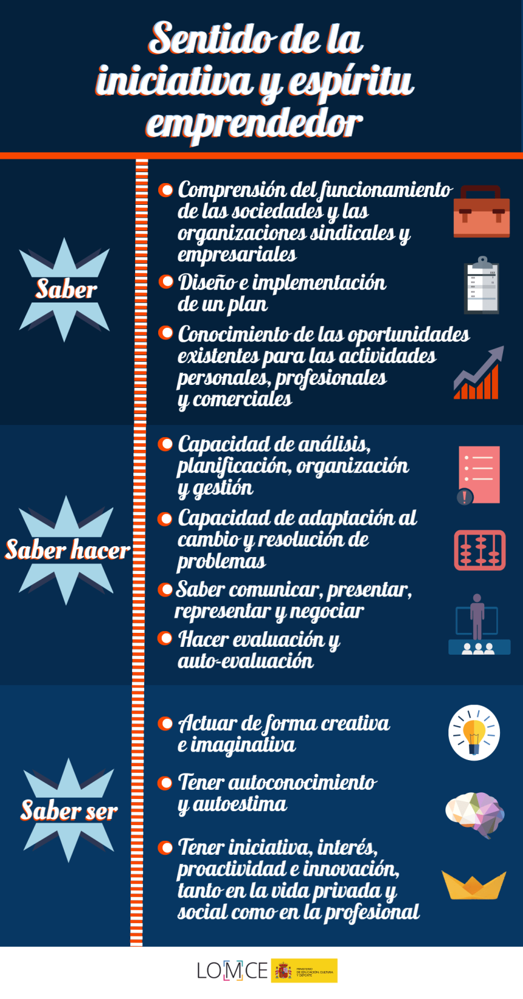 Sentido de la
iniciativa y espíritu
emprendedor
Saber
Comprensión del funcionamiento
de las sociedades y las
organizaciones sindicales y
empresariales
Diseño e implementación
de un plan
Conocimiento de las oportunidades
existentes para las actividades
personales, profesionales
y comerciales
Saber hacer
Capacidad de análisis,
planificación, organización
y gestión
Capacidad de adaptación al
cambio y resolución de
problemas
Saber comunicar, presentar,
representar y negociar
Hacer evaluación y
auto-evaluación
Saber ser
Actuar de forma creativa
e imaginativa
Tener autoconocimiento
y autoestima
Tener iniciativa, interés,
proactividad e innovación,
tanto en la vida privada y
social como en la profesional
LOMCE
MINISTERIO
DE EDUCACIÓN, CULTURA
Y DEPORTE